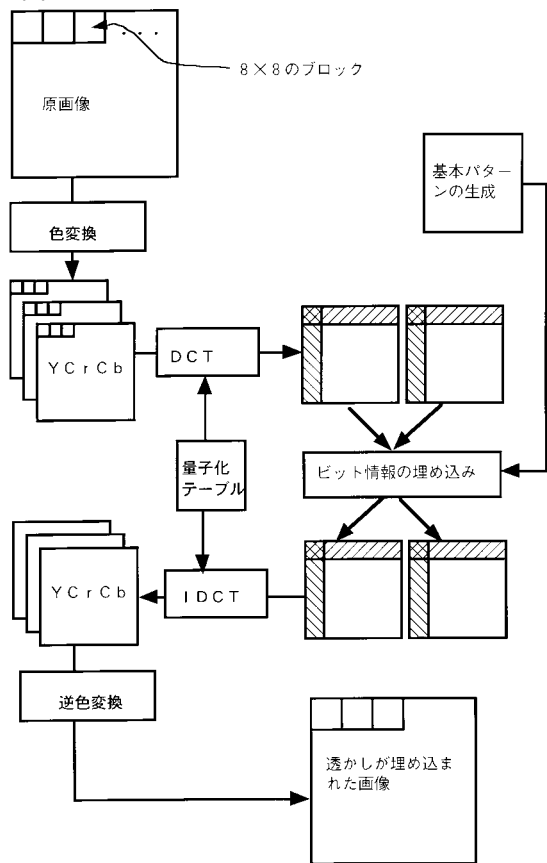 8×8のブロック
原画像
基本パター
ンの生成
色変換
YCrCb
DCT
量子化
テーブル
ビット情報の埋め込み
YCrCb
IDCT
逆色変換
透かしが埋め込ま
れた画像